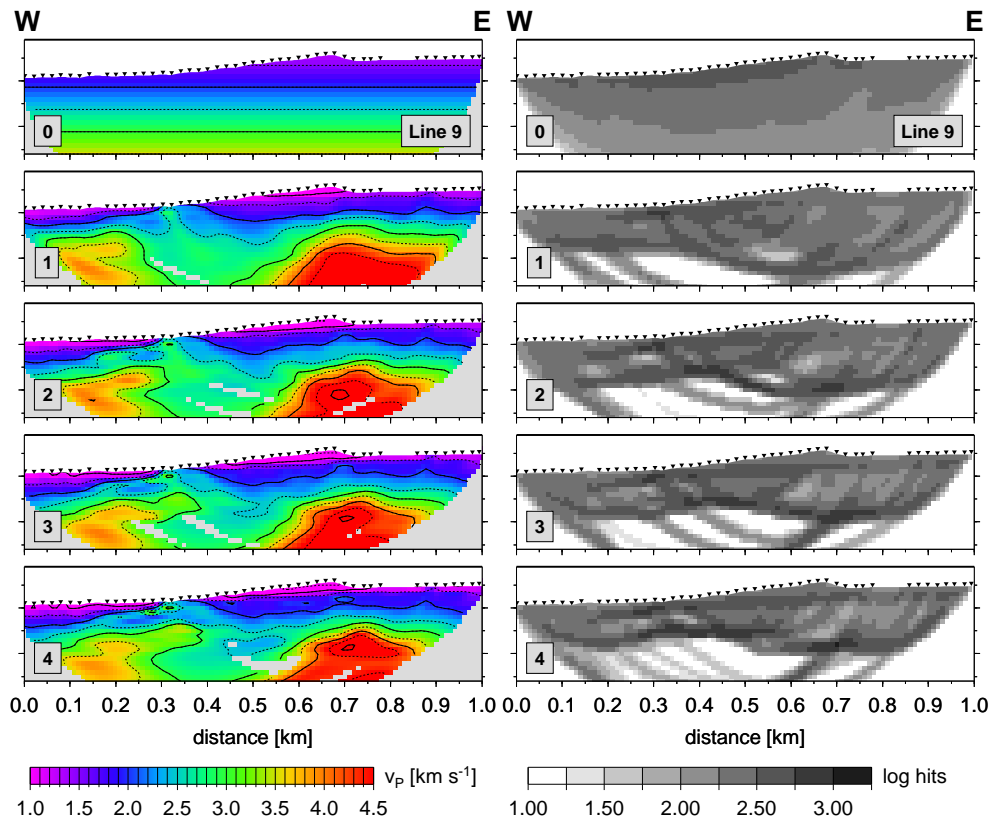 W E W E
0 Line 9 0 Line 9
1 1
2 2
3 3
4 4
0.0 0.1 0.2 0.3 0.4 0.5 0.6 0.7 0.8 0.9 1.0 0.0 0.1 0.2 0.3 0.4 0.5 0.6 0.7 0.8 0.9 1.0
distance [km] distance [km]
vP [km s-1] log hits
1.0 1.5 2.0 2.5 3.0 3.5 4.0 4.5 1.00 1.50 2.00 2.50 3.00